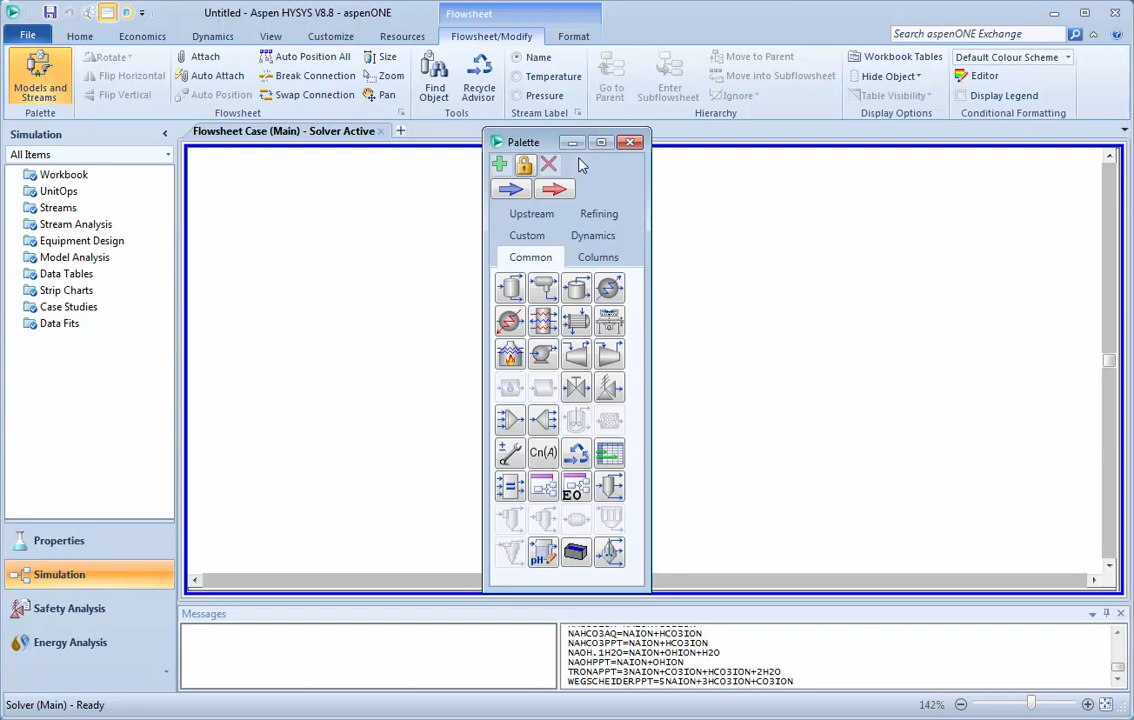 Untitled - Aspen HYSYS V8.8 - aspenONE
Flowsheet
File
Home
Economics
Dynamics
View
Customize
Resources
Flowsheet/Modify
Format
Search aspenONE Exchange
Models and Streams
Palette
Rotate
Flip Horizontal
Flip Vertical
Attach
Auto Attach
Auto Position
Auto Position All
Break Connection
Swap Connection
Size
Zoom
Pan
Flowsheet
Find Object
Recycle Advisor
Tools
Name
Temperature
Pressure
Stream Label
Go to Parent
Enter Subflowsheet
Move to Parent
Move into Subflowsheet
Ignore
Hierarchy
Workbook Tables
Hide Object
Table Visibility
Display Options
Default Colour Scheme
Editor
Display Legend
Conditional Formatting
Simulation
All Items
Workbook
UnitOps
Streams
Stream Analysis
Equipment Design
Model Analysis
Data Tables
Strip Charts
Case Studies
Data Fits
Properties
Simulation
Safety Analysis
Energy Analysis
Flowsheet Case (Main) - Solver Active
Palette
Upstream
Refining
Custom
Dynamics
Common
Columns
Cn(A)
EO
pH
Messages
NAHCO3AQ=NAION+HCO3ION
NAHCO3PPT=NAION+HCO3ION
NAOH.1H2O=NAION+OHION+H2O
NAOHPPT=NAION+OHION
TRONAPPT=3NAION+CO3ION+HCO3ION+2H2O
WEGSCHEIDERPPT=5NAION+3HCO3ION+CO3ION
Solver (Main) - Ready
142%